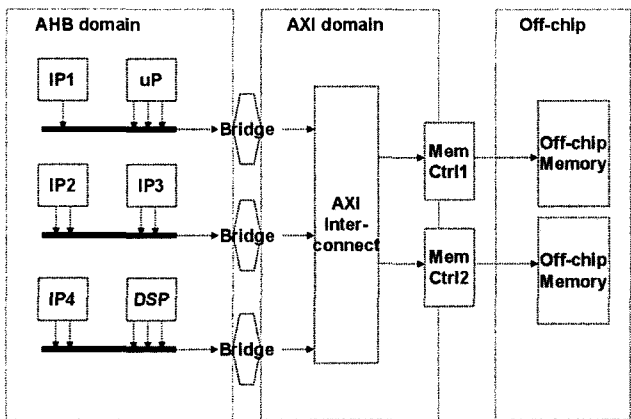 AHB domain
AXI domain
Off-chip
IP1
uP
Bridge
IP2
IP3
Bridge
IP4
DSP
Bridge
AXI
Inter-
connect
Mem
Ctrl1
Mem
Ctrl2
Off-chip
Memory
Off-chip
Memory